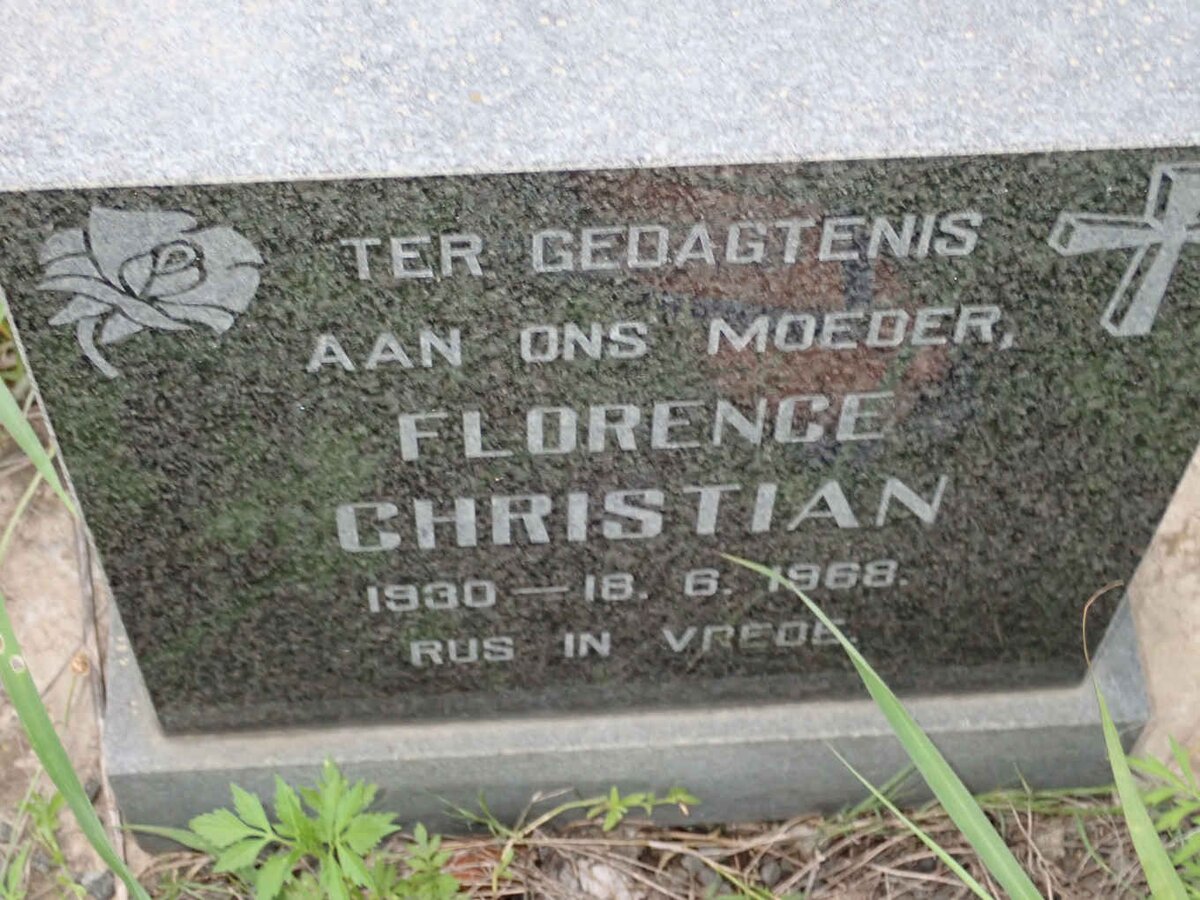 TER GEDAGTENIS
AAN ONS MOEDER,
FLORENCE
CHRISTIAN
1930 — 18. 6. 1968.
RUS IN VREDE.